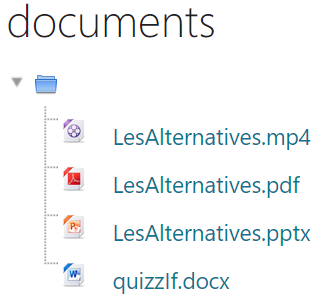 documents
LesAlternatives.mp4
LesAlternatives.pdf
LesAlternatives.pptx
quizzIf.docx